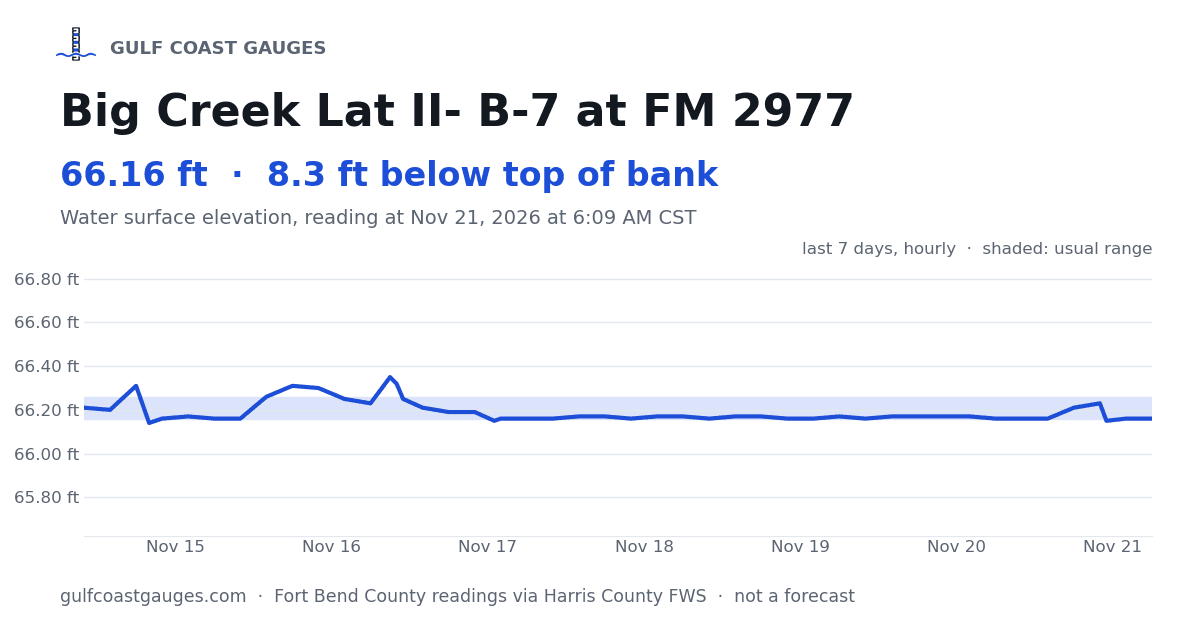 GULF COAST GAUGES
Big Creek Lat II- B-7 at FM 2977
66.16 ft · 8.3 ft below top of bank
Water surface elevation, reading at Nov 21, 2026 at 6:09 AM CST
last 7 days, hourly · shaded: usual range
66.80 ft
66.60 ft
66.40 ft
66.20 ft
66.00 ft
65.80 ft
Nov 15 Nov 16 Nov 17 Nov 18 Nov 19 Nov 20 Nov 21
gulfcoastgauges.com · Fort Bend County readings via Harris County FWS · not a forecast